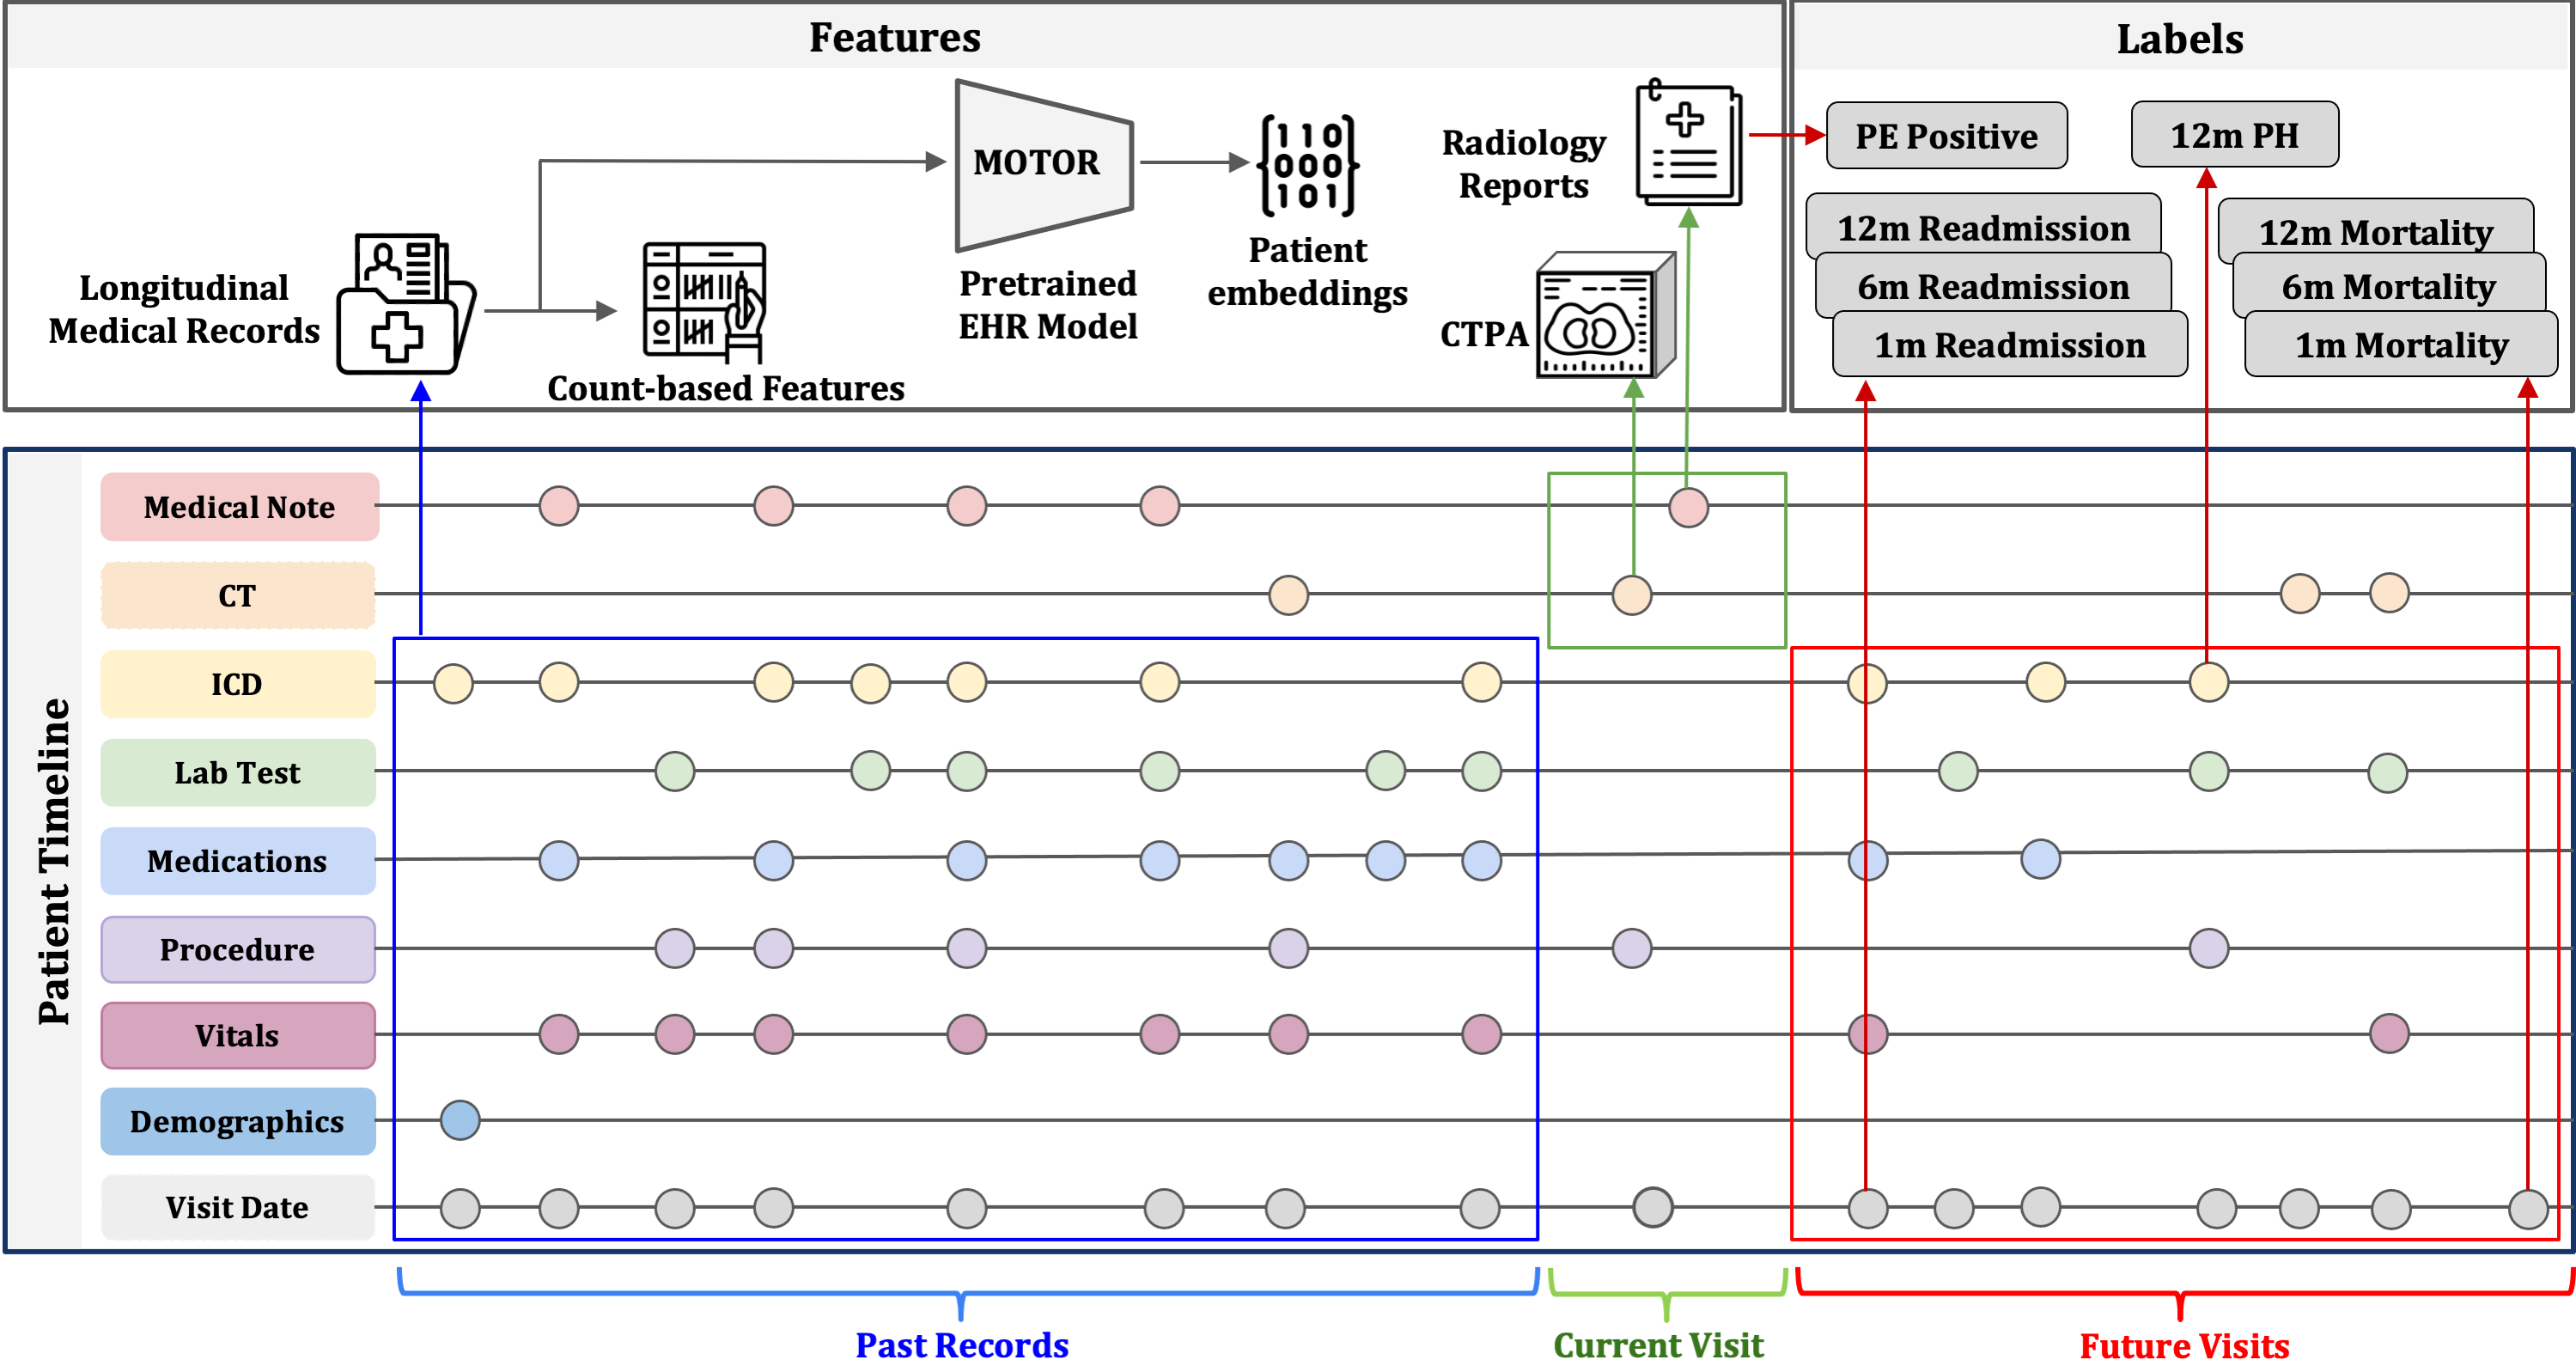 Features
Labels
Longitudinal
Medical Records
Count-based Features
MOTOR
Pretrained
EHR Model
110
000
101
Patient
embeddings
Radiology
Reports
CTPA
PE Positive
12m PH
12m Readmission
6m Readmission
1m Readmission
12m Mortality
6m Mortality
1m Mortality
Patient Timeline
Medical Note
CT
ICD
Lab Test
Medications
Procedure
Vitals
Demographics
Visit Date
Past Records
Current Visit
Future Visits